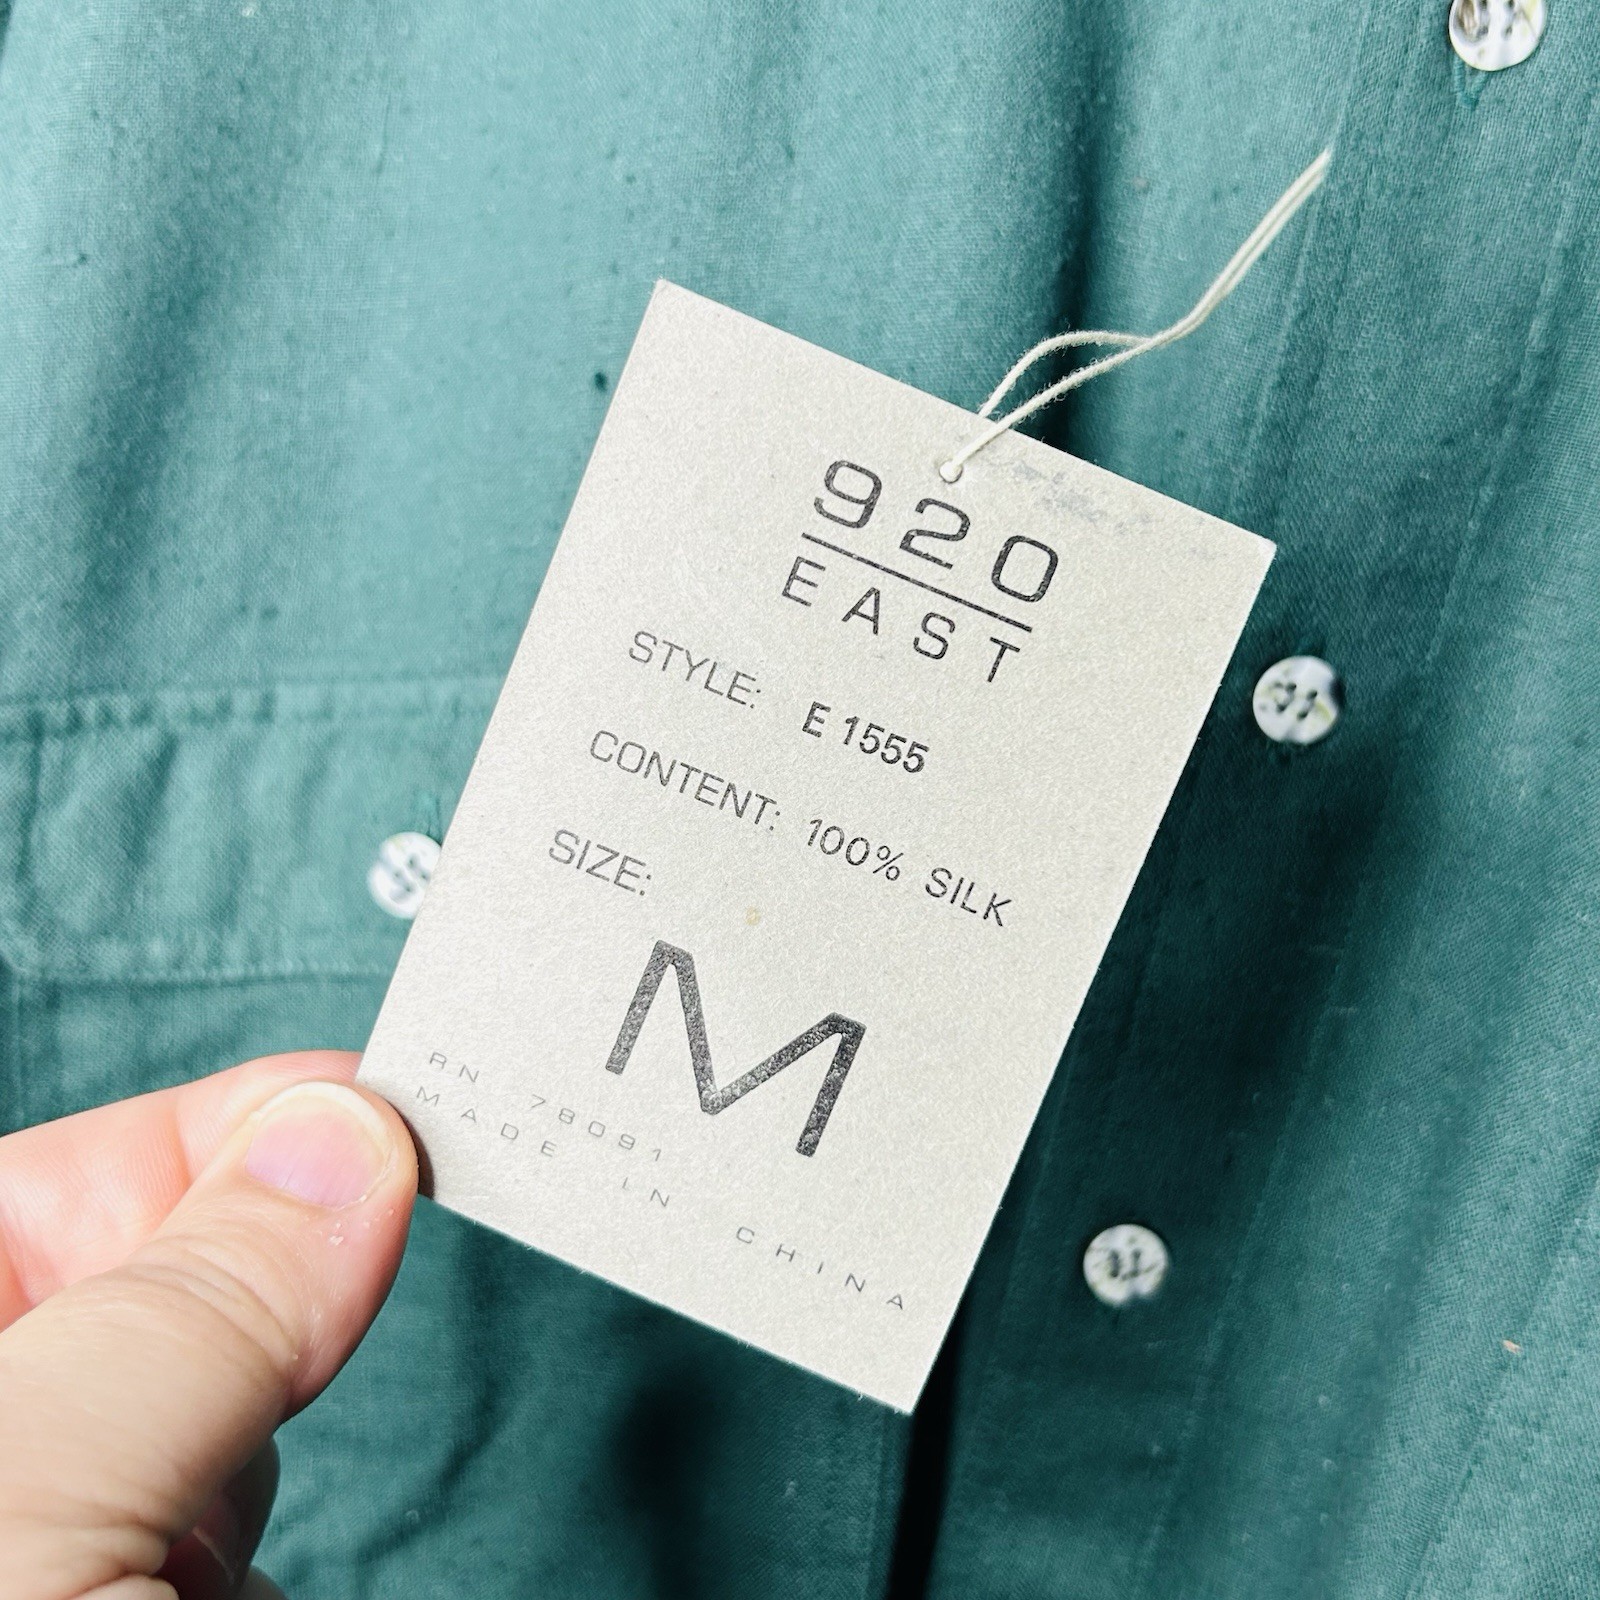 920
EAST
STYLE: E 1555
CONTENT: 100% SILK
SIZE:
M
RN 78091
MADE IN CHINA